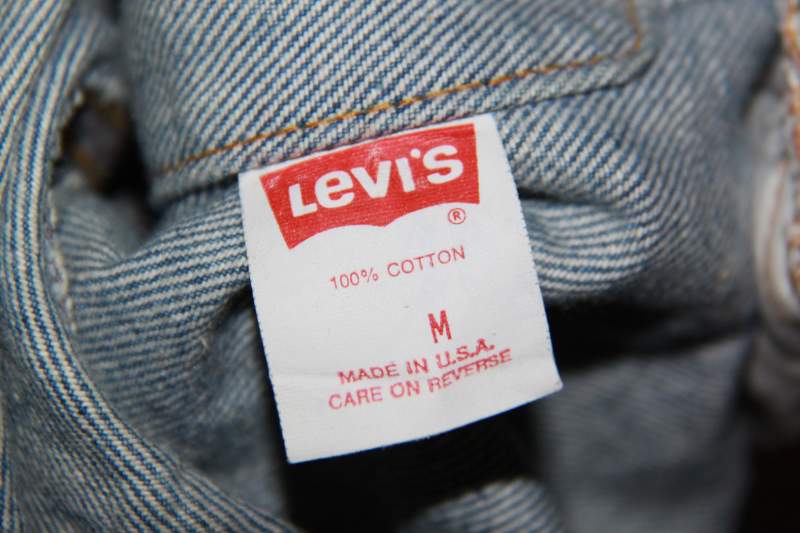 Levi's ®
100% COTTON
M
MADE IN U.S.A.
CARE ON REVERSE